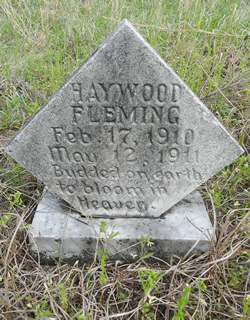 HAYWOOD
FLEMING
Feb. 17, 1910
May 12, 1911
Budded on earth
to bloom in
Heaven.